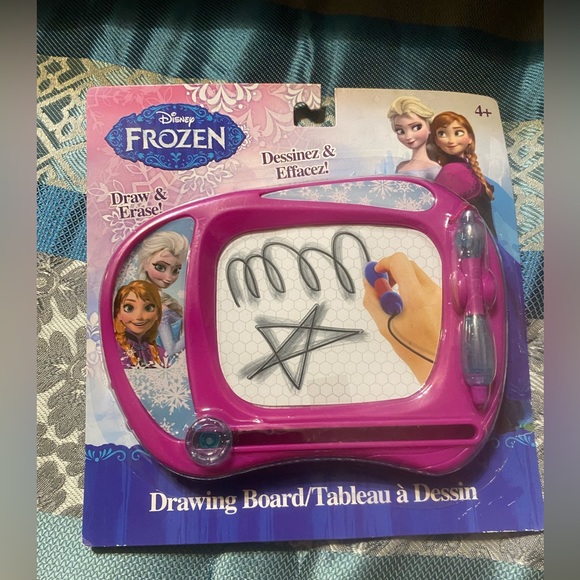 Disney
FROZEN
4+
Dessinez &
Effacez!
Draw &
Erase!
Drawing Board/Tableau à Dessin